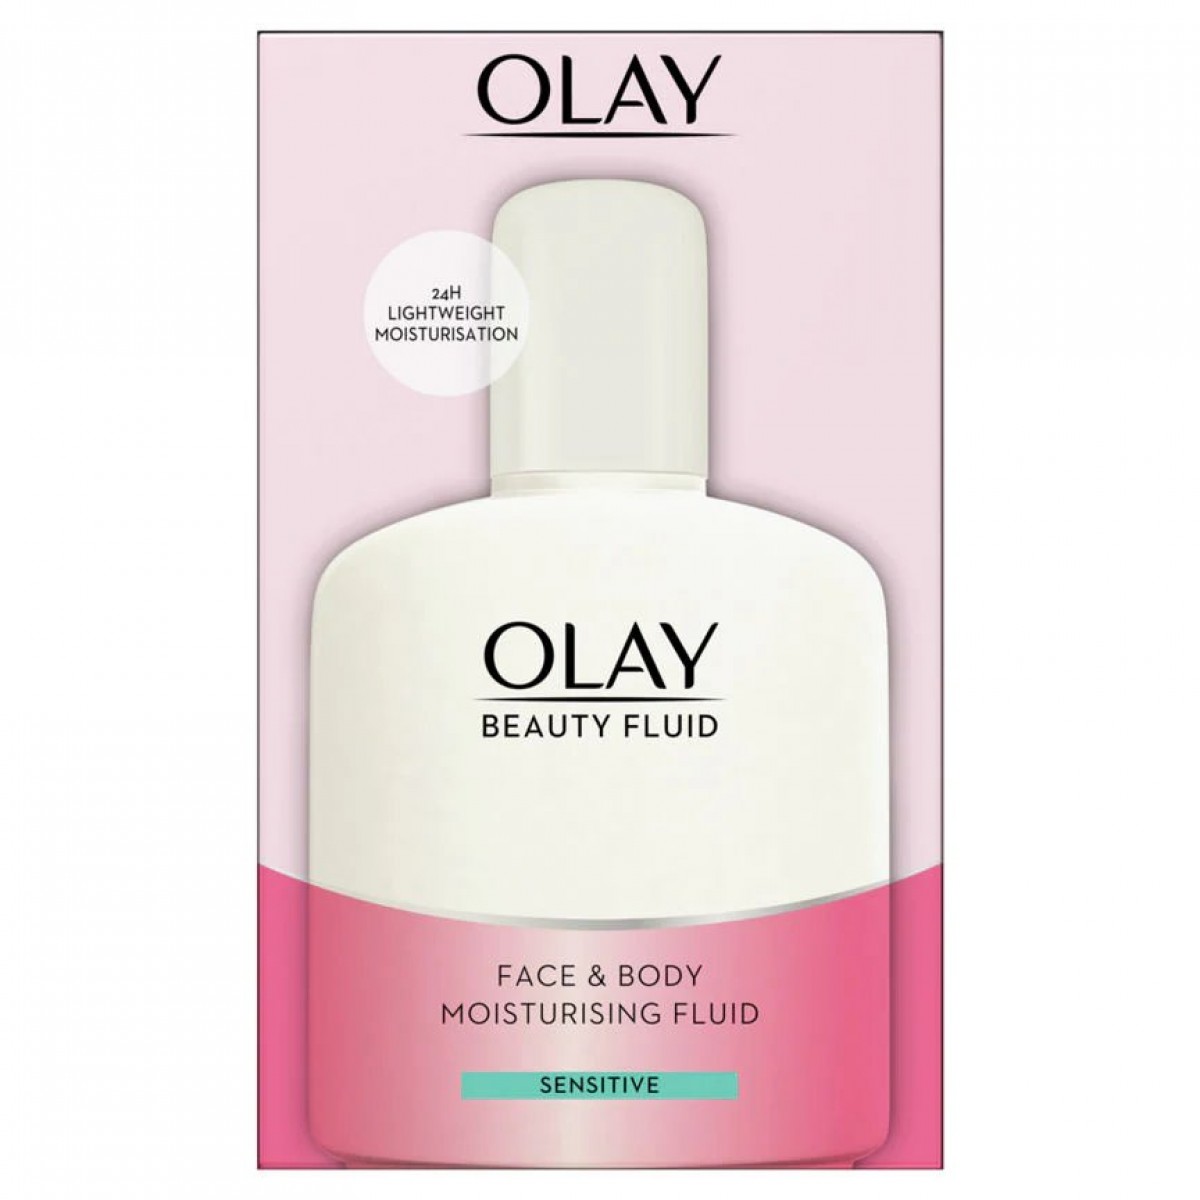 OLAY
24H
LIGHTWEIGHT
MOISTURISATION
OLAY
BEAUTY FLUID
FACE & BODY
MOISTURISING FLUID
SENSITIVE